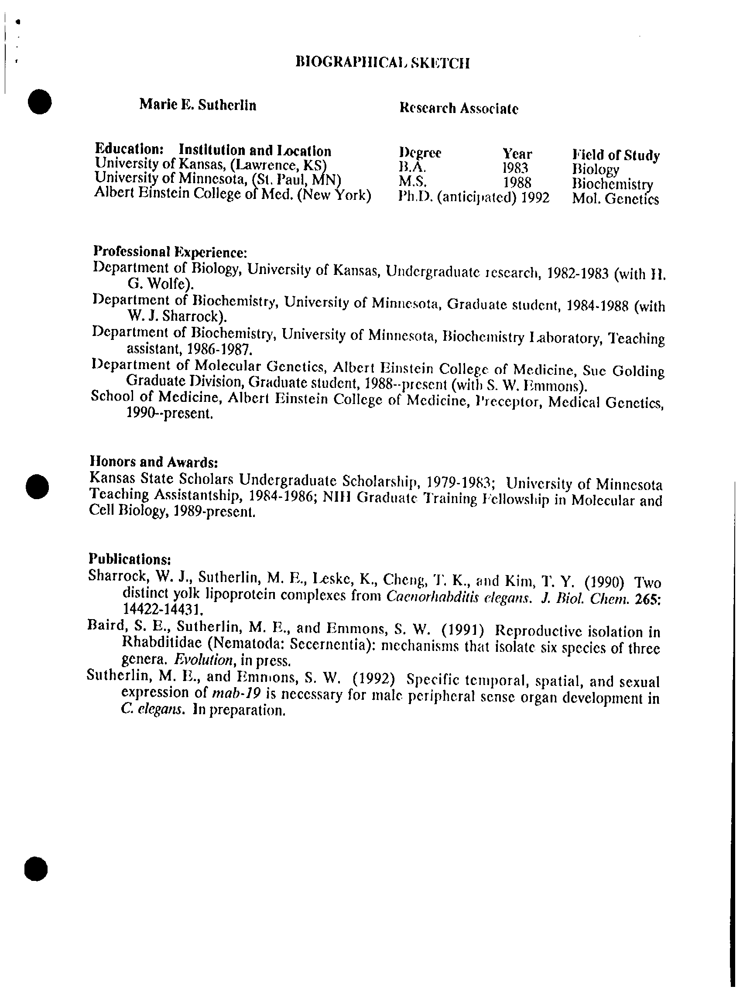 BIOGRAPHICAL SKETCH
Marie E. Sutherlin Research Associate
Education: Institution and Location Degree Year Field of Study
University of Kansas, (Lawrence, KS) B.A. 1983 Biology
University of Minnesota, (St. Paul, MN) M.S. 1988 Biochemistry
Albert Einstein College of Med. (New York) Ph.D. (anticipated) 1992 Mol. Genetics
Professional Experience:
Department of Biology, University of Kansas, Undergraduate research, 1982-1983 (with H.
G. Wolfe).
Department of Biochemistry, University of Minnesota, Graduate student, 1984-1988 (with
W. J. Sharrock).
Department of Biochemistry, University of Minnesota, Biochemistry Laboratory, Teaching
assistant, 1986-1987.
Department of Molecular Genetics, Albert Einstein College of Medicine, Sue Golding
Graduate Division, Graduate student, 1988--present (with S. W. Emmons).
School of Medicine, Albert Einstein College of Medicine, Preceptor, Medical Genetics,
1990--present.
Honors and Awards:
Kansas State Scholars Undergraduate Scholarship, 1979-1983; University of Minnesota
Teaching Assistantship, 1984-1986; NIH Graduate Training Fellowship in Molecular and
Cell Biology, 1989-present.
Publications:
Sharrock, W. J., Sutherlin, M. E., Leske, K., Cheng, T. K., and Kim, T. Y. (1990) Two
distinct yolk lipoprotein complexes from Caenorhabditis elegans. J. Biol. Chem. 265:
14422-14431.
Baird, S. E., Sutherlin, M. E., and Emmons, S. W. (1991) Reproductive isolation in
Rhabditidae (Nematoda: Secernentia): mechanisms that isolate six species of three
genera. Evolution, in press.
Sutherlin, M. E., and Emmons, S. W. (1992) Specific temporal, spatial, and sexual
expression of mab-19 is necessary for male peripheral sense organ development in
C. elegans. In preparation.